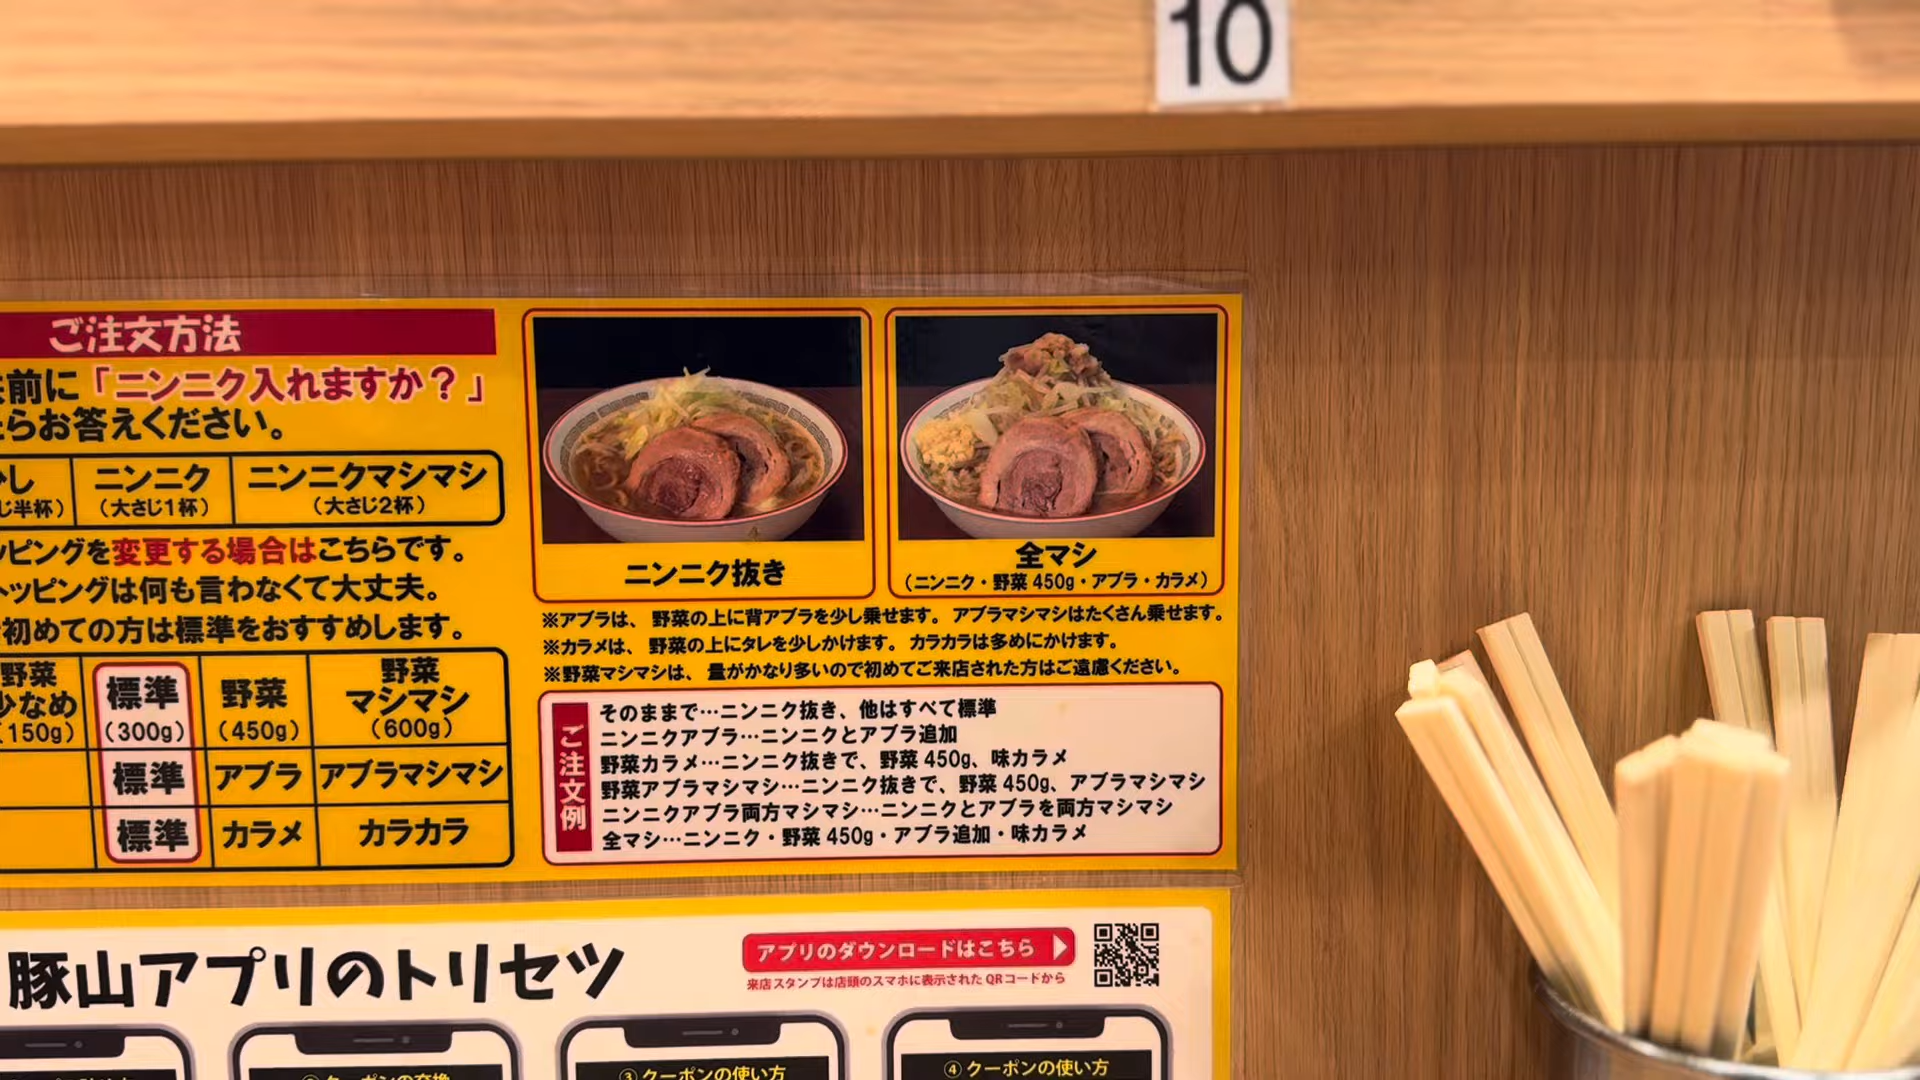 10
ご注文方法
前に「ニンニク入れますか?」
らお答えください。
ニンニク
ニンニクマシマシ
じ半杯)
(大さじ1杯)
(大さじ2杯)
ッピングを変更する場合はこちらです。
トッピングは何も言わなくて大丈夫。
初めての方は標準をおすすめします。
野菜
少なめ
(150g)
標準
(300g)
野菜
(450g)
野菜
マシマシ
(600g)
標準
アブラ
アブラマシマシ
標準
カラメ
カラカラ
ニンニク抜き
全マシ
(ニンニク・野菜450g・アブラ・カラメ)
※アブラは、野菜の上に背アブラを少し乗せます。アブラマシマシはたくさん乗せます。
※カラメは、野菜の上にタレを少しかけます。カラカラは多めにかけます。
※野菜マシマシは、量がかなり多いので初めてご来店された方はご遠慮ください。
ご注文例
そのままで…ニンニク抜き、他はすべて標準
ニンニクアブラ…ニンニクとアブラ追加
野菜カラメ…ニンニク抜きで、野菜450g、味カラメ
野菜アブラマシマシ…ニンニク抜きで、野菜450g、アブラマシマシ
ニンニクアブラ両方マシマシ…ニンニクとアブラを両方マシマシ
全マシ…ニンニク・野菜450g・アブラ追加・味カラメ
豚山アプリのトリセツ
アプリのダウンロードはこちら
来店スタンプは店頭のスマホに表示されたQRコードから
③クーポンの使い方
④クーポンの使い方